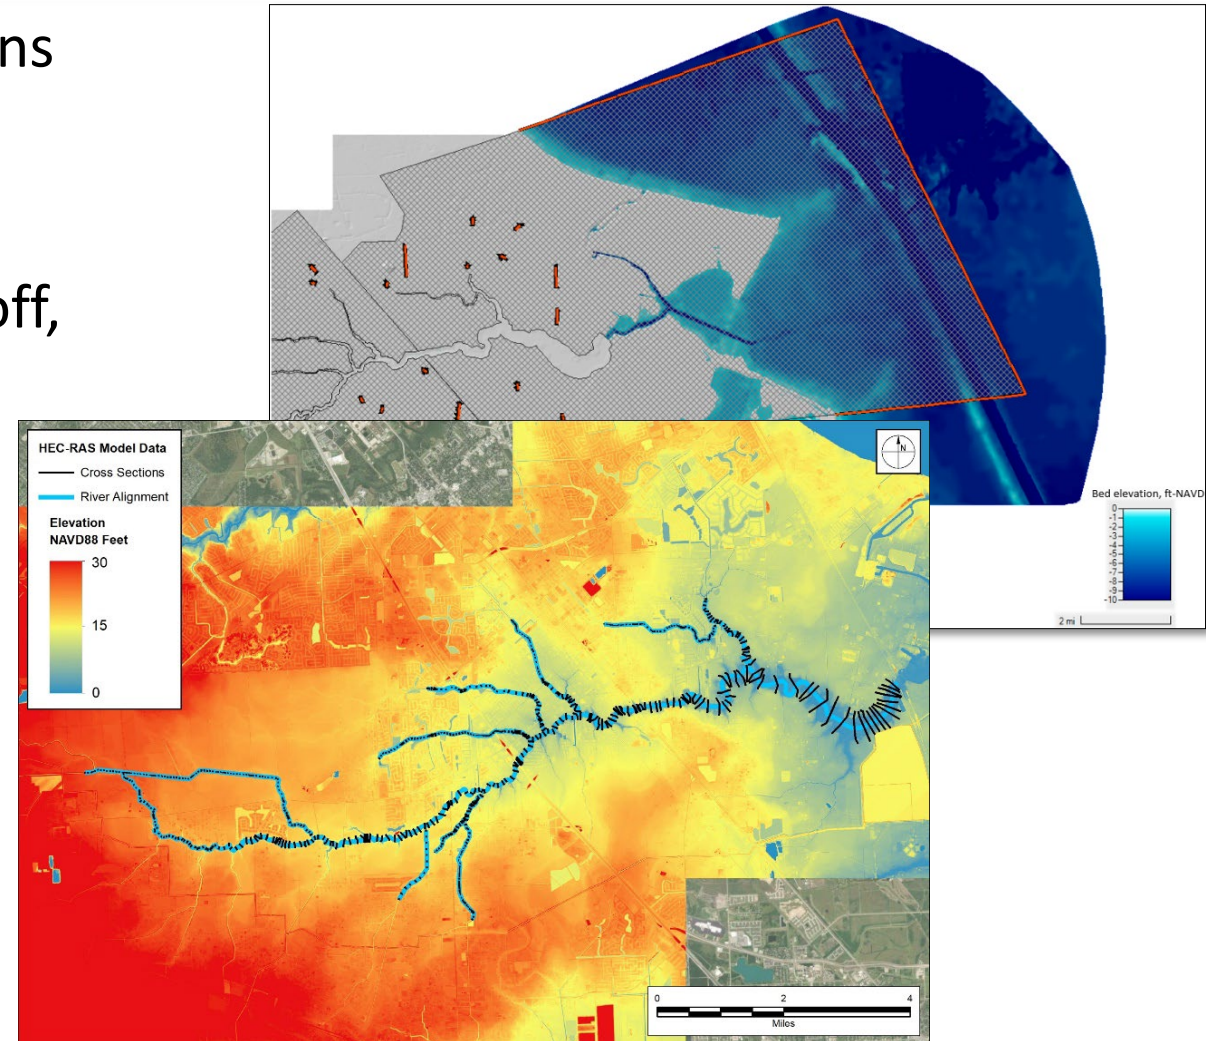 ns
off,
Bed elevation, ft-NAVD
0
-1
-2
-3
-4
-5
-6
-7
-8
-9
-10
2 mi
HEC-RAS Model Data
Cross Sections
River Alignment
Elevation
NAVD88 Feet
30
15
0
N
0 2 4
Miles